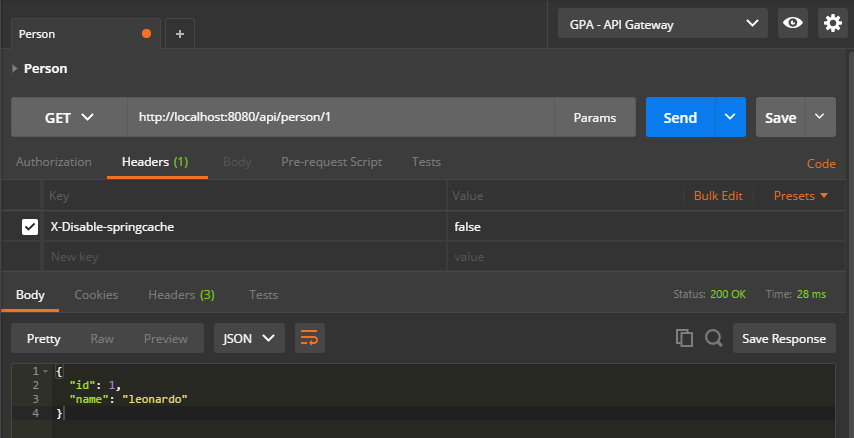 Person
+
GPA - API Gateway
Person
GET http://localhost:8080/api/person/1 Params Send Save
Authorization Headers (1) Body Pre-request Script Tests Code
Key Value Bulk Edit Presets
X-Disable-springcache false
New key value
Body Cookies Headers (3) Tests Status: 200 OK Time: 28 ms
Pretty Raw Preview JSON Save Response
1 {
2 "id": 1,
3 "name": "leonardo"
4 }